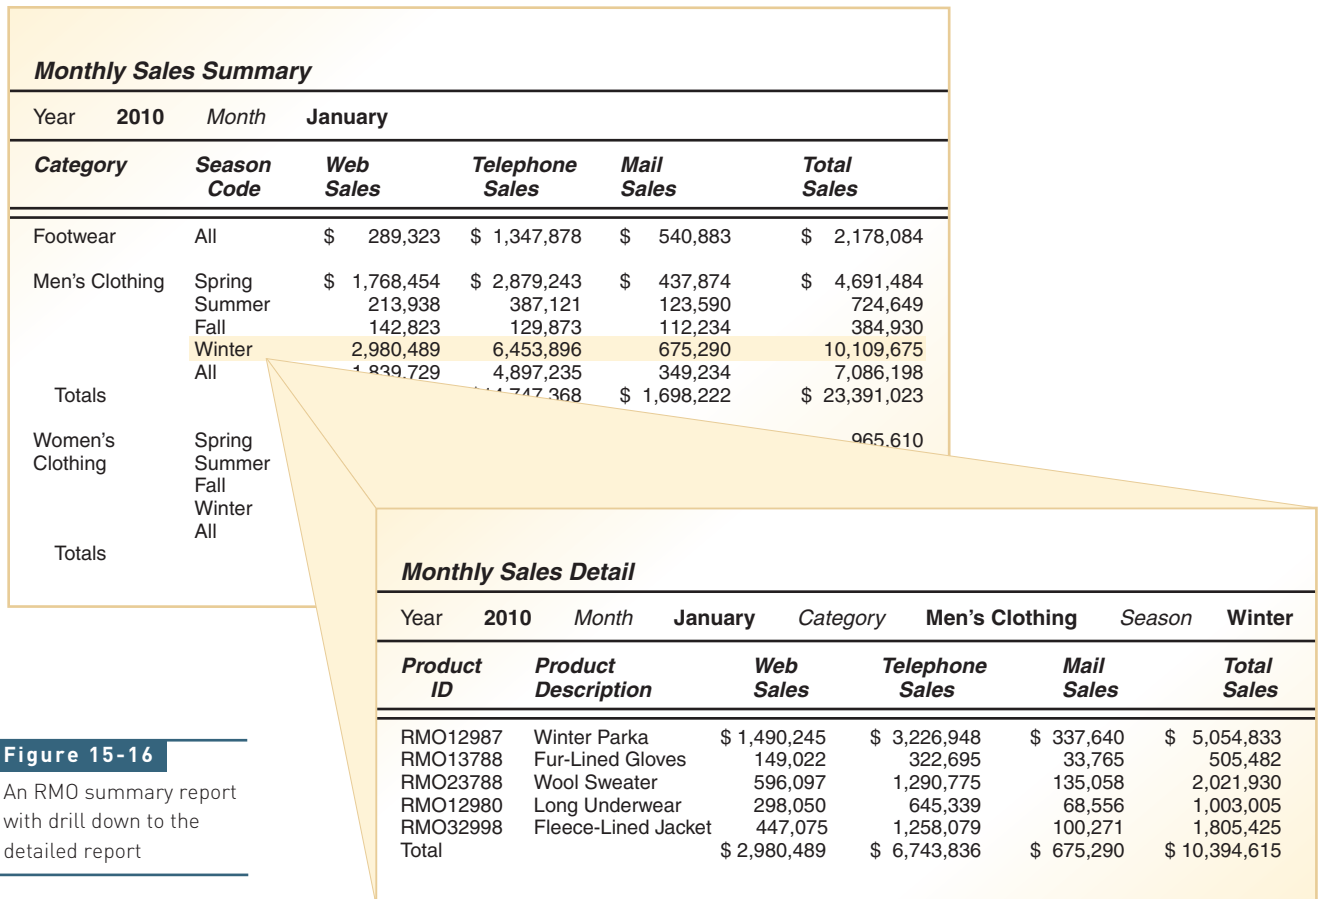 Monthly Sales Summary
Year 2010 Month January
Category Season Code Web Sales Telephone Sales Mail Sales Total Sales
Footwear All $ 289,323 $ 1,347,878 $ 540,883 $ 2,178,084
Men's Clothing Spring $ 1,768,454 $ 2,879,243 $ 437,874 $ 4,691,484
Summer 213,938 387,121 123,590 724,649
Fall 142,823 129,873 112,234 384,930
Winter 2,980,489 6,453,896 675,290 10,109,675
All 1,839,729 4,897,235 349,234 7,086,198
Totals 747,368 $ 1,698,222 $ 23,391,023
Women's Spring 965,610
Clothing Summer
Fall
Winter
All
Totals
Monthly Sales Detail
Year 2010 Month January Category Men's Clothing Season Winter
Product ID Product Description Web Sales Telephone Sales Mail Sales Total Sales
RMO12987 Winter Parka $ 1,490,245 $ 3,226,948 $ 337,640 $ 5,054,833
RMO13788 Fur-Lined Gloves 149,022 322,695 33,765 505,482
RMO23788 Wool Sweater 596,097 1,290,775 135,058 2,021,930
RMO12980 Long Underwear 298,050 645,339 68,556 1,003,005
RMO32998 Fleece-Lined Jacket 447,075 1,258,079 100,271 1,805,425
Total $ 2,980,489 $ 6,743,836 $ 675,290 $ 10,394,615
Figure 15-16
An RMO summary report
with drill down to the
detailed report